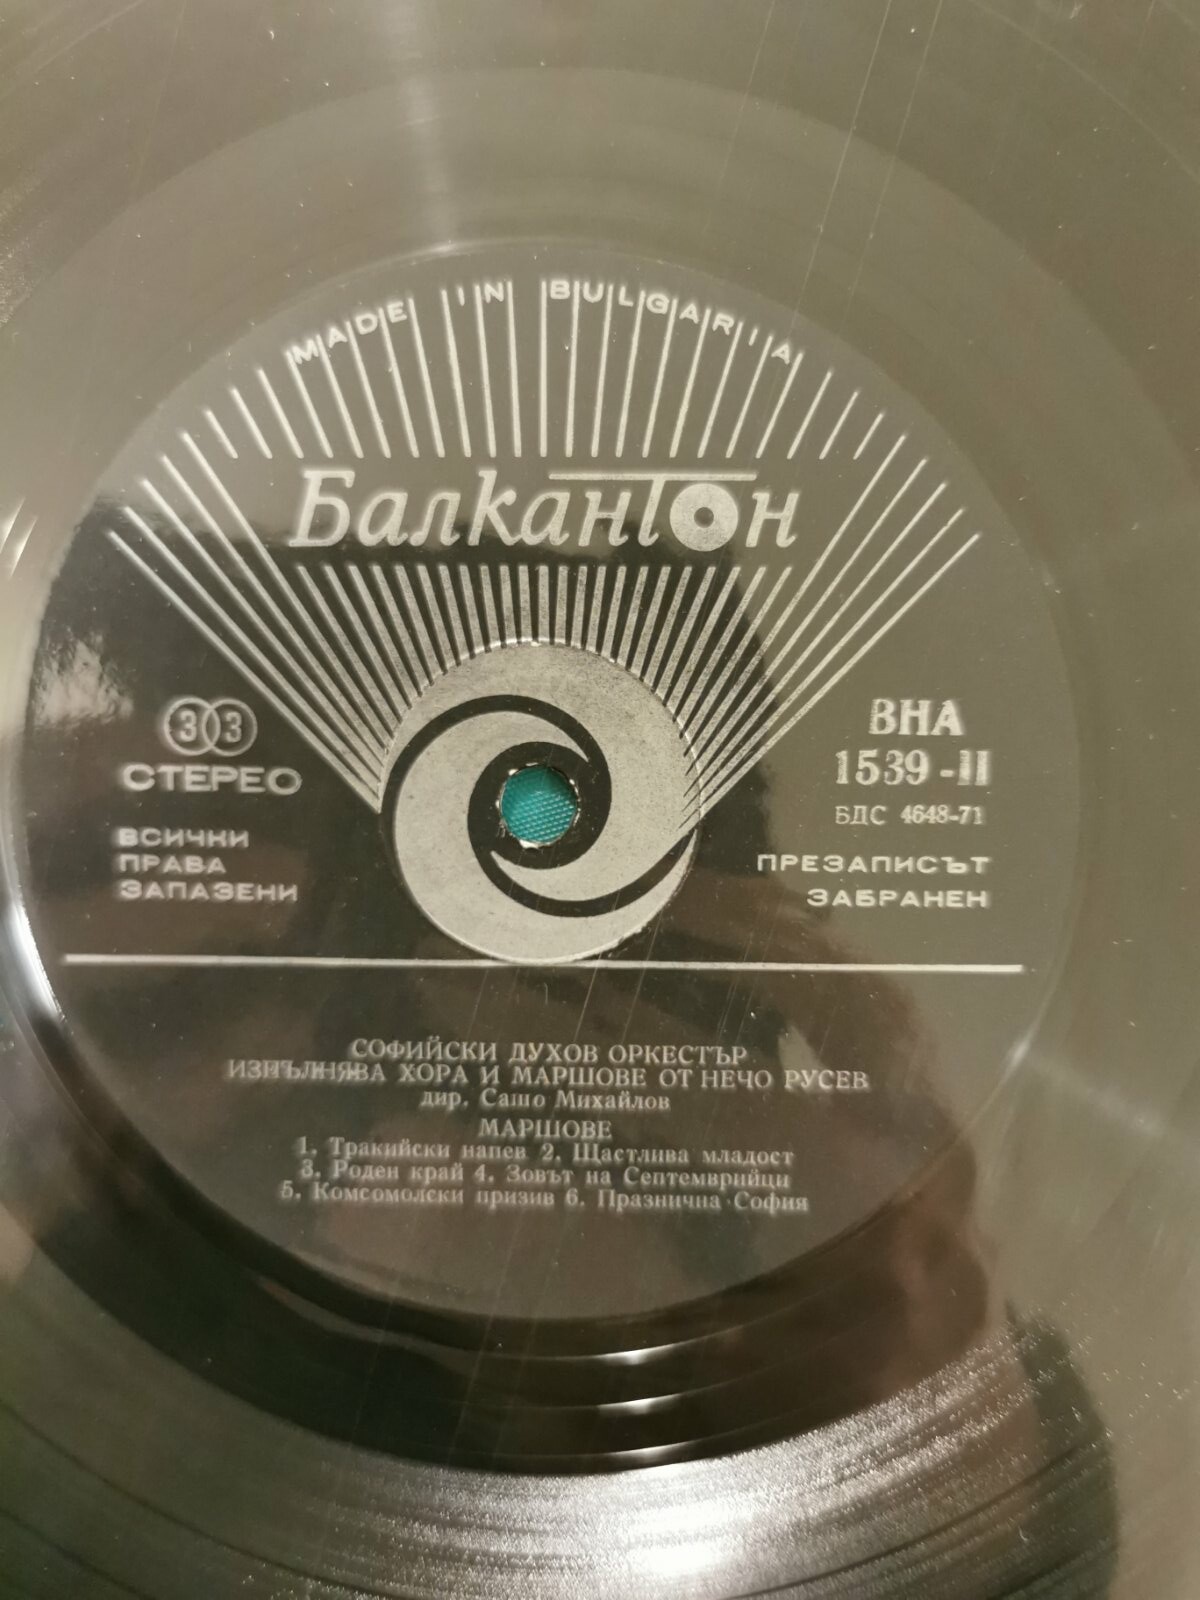 MADE IN BULGARIA
Балкантон
33
СТЕРЕО
ВСИЧКИ
ПРАВА
ЗАПАЗЕНИ
ВНА
1539 - II
БДС 4648-71
ПРЕЗАПИСЪТ
ЗАБРАНЕН
СОФИЙСКИ ДУХОВ ОРКЕСТЪР
ИЗПЪЛНЯВА ХОРА И МАРШОВЕ ОТ НЕЧО РУСЕВ
дир. Сашо Михайлов
МАРШОВЕ
1. Тракийски напев 2. Щастлива младост
3. Роден край 4. Зовът на Септемврийци
5. Комсомолски призив 6. Празнична София